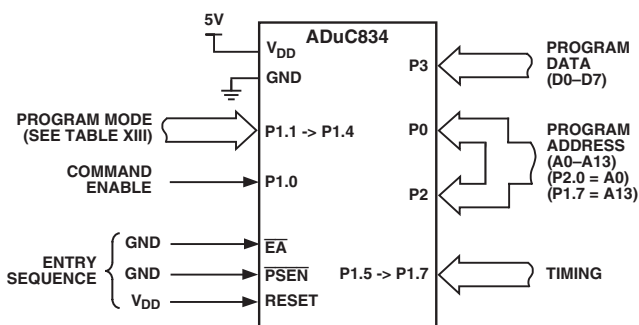 5V
ADuC834
VDD
GND
P3
PROGRAM
DATA
(D0–D7)
PROGRAM MODE
(SEE TABLE XIII)
P1.1 -> P1.4
P0
PROGRAM
ADDRESS
(A0–A13)
(P2.0 = A0)
(P1.7 = A13)
COMMAND
ENABLE
P1.0
P2
ENTRY
SEQUENCE
GND
EA
GND
PSEN
VDD
RESET
P1.5 -> P1.7
TIMING